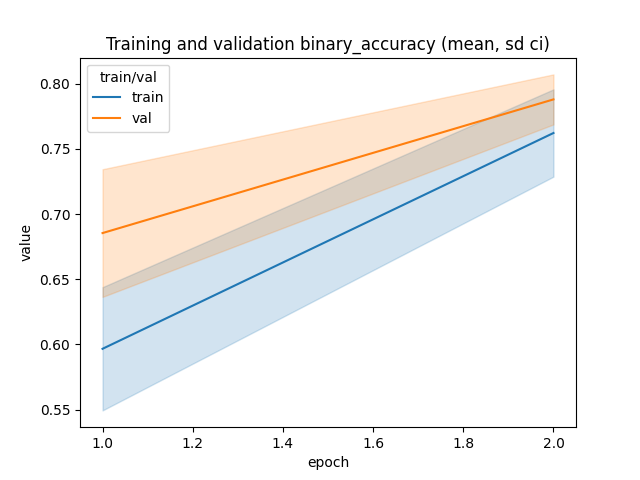 Training and validation binary_accuracy (mean, sd ci)
train/val
train
val
0.80
0.75
0.70
0.65
0.60
0.55
value
1.0 1.2 1.4 1.6 1.8 2.0
epoch